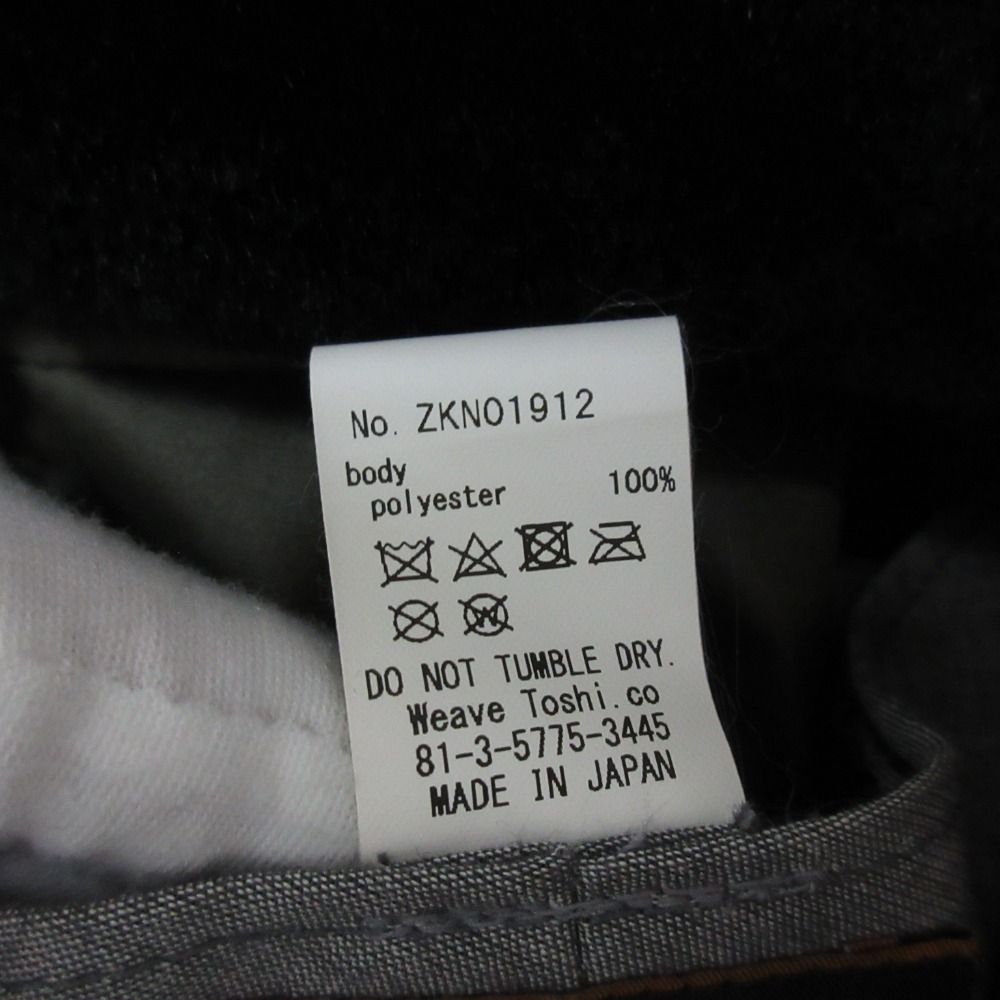 No. ZKNO1912
body
polyester 100%
W
DO NOT TUMBLE DRY.
Weave Toshi.co
81-3-5775-3445
MADE IN JAPAN